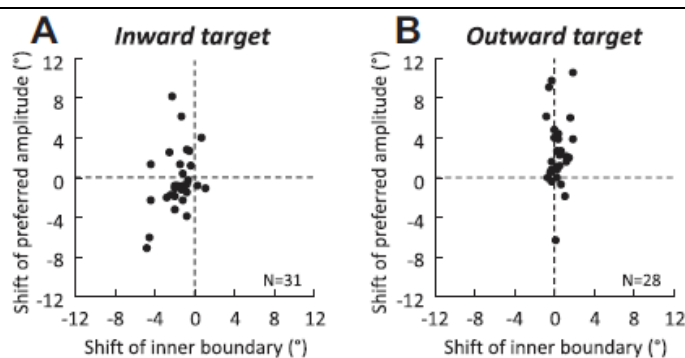 A
Inward target
Shift of preferred amplitude (°)
12
8
4
0
-4
-8
-12
N=31
-12 -8 -4 0 4 8 12
Shift of inner boundary (°)
B
Outward target
Shift of preferred amplitude (°)
12
8
4
0
-4
-8
-12
N=28
-12 -8 -4 0 4 8 12
Shift of inner boundary (°)